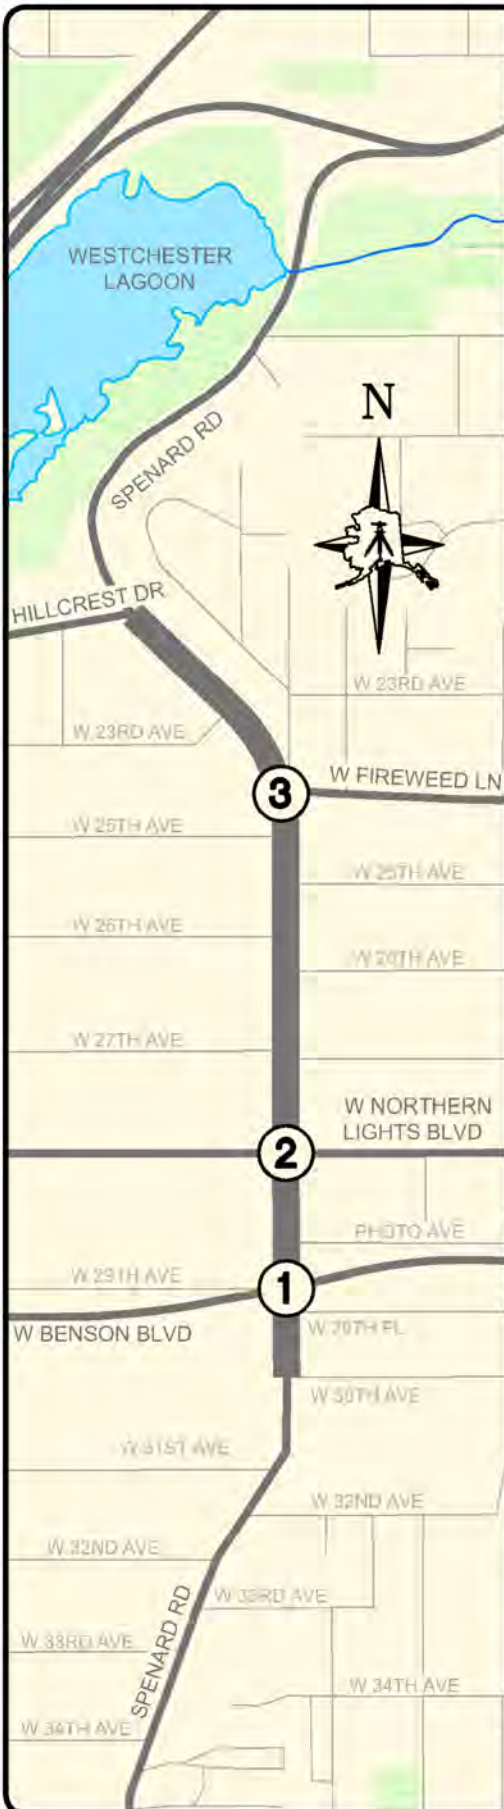 WESTCHESTER
LAGOON
N
SPENARD RD
HILLCREST DR
W 23RD AVE
W 23RD AVE
W FIREWEED LN
3
W 25TH AVE
W 25TH AVE
W 26TH AVE
W 26TH AVE
W 27TH AVE
W NORTHERN
LIGHTS BLVD
2
PHOTO AVE
W 29TH AVE
1
W BENSON BLVD
W 29TH PL
W 30TH AVE
W 31ST AVE
W 32ND AVE
W 32ND AVE
W 33RD AVE
SPENARD RD
W 33RD AVE
W 34TH AVE
W 34TH AVE